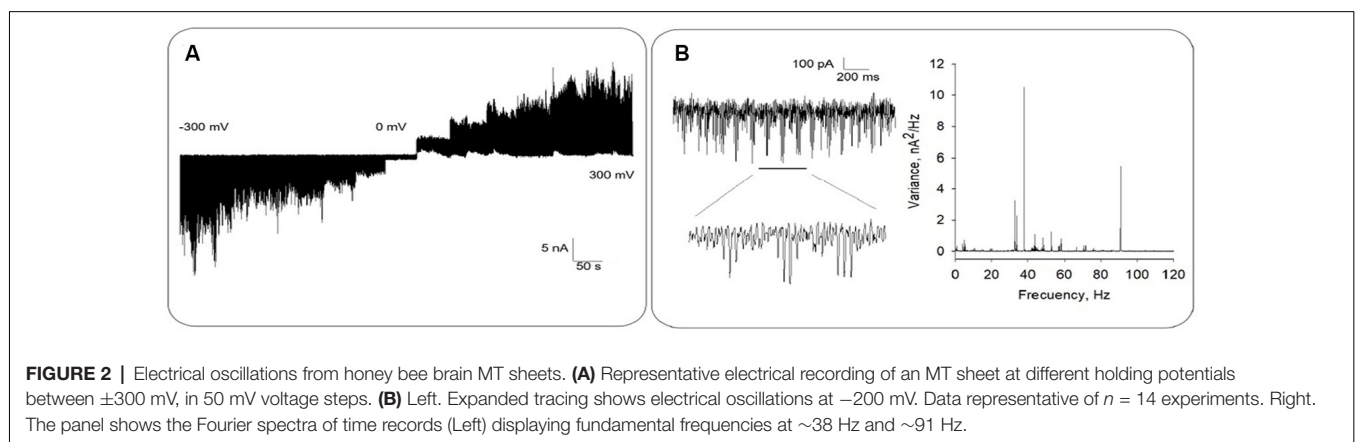 A
-300 mV
0 mV
300 mV
5 nA
50 s
B
100 pA
200 ms
12
10
8
6
4
2
0
Variance, nA²/Hz
0 20 40 60 80 100 120
Frecuency, Hz
FIGURE 2 | Electrical oscillations from honey bee brain MT sheets. (A) Representative electrical recording of an MT sheet at different holding potentials
between ±300 mV, in 50 mV voltage steps. (B) Left. Expanded tracing shows electrical oscillations at −200 mV. Data representative of n = 14 experiments. Right.
The panel shows the Fourier spectra of time records (Left) displaying fundamental frequencies at ∼38 Hz and ∼91 Hz.